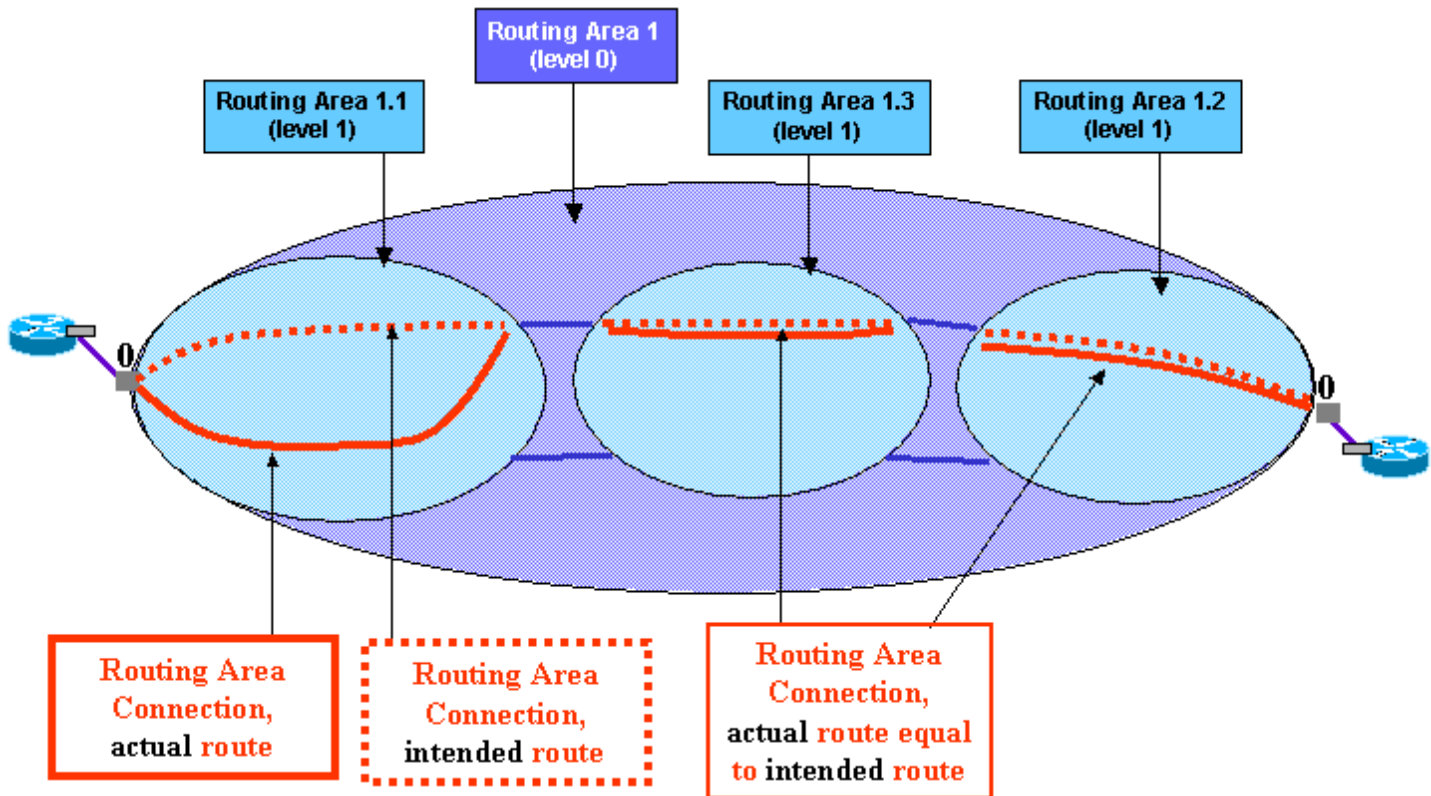 Routing Area 1
(level 0)
Routing Area 1.1
(level 1)
Routing Area 1.3
(level 1)
Routing Area 1.2
(level 1)
0
0
Routing Area
Connection,
actual route
Routing Area
Connection,
intended route
Routing Area
Connection,
actual route equal
to intended route